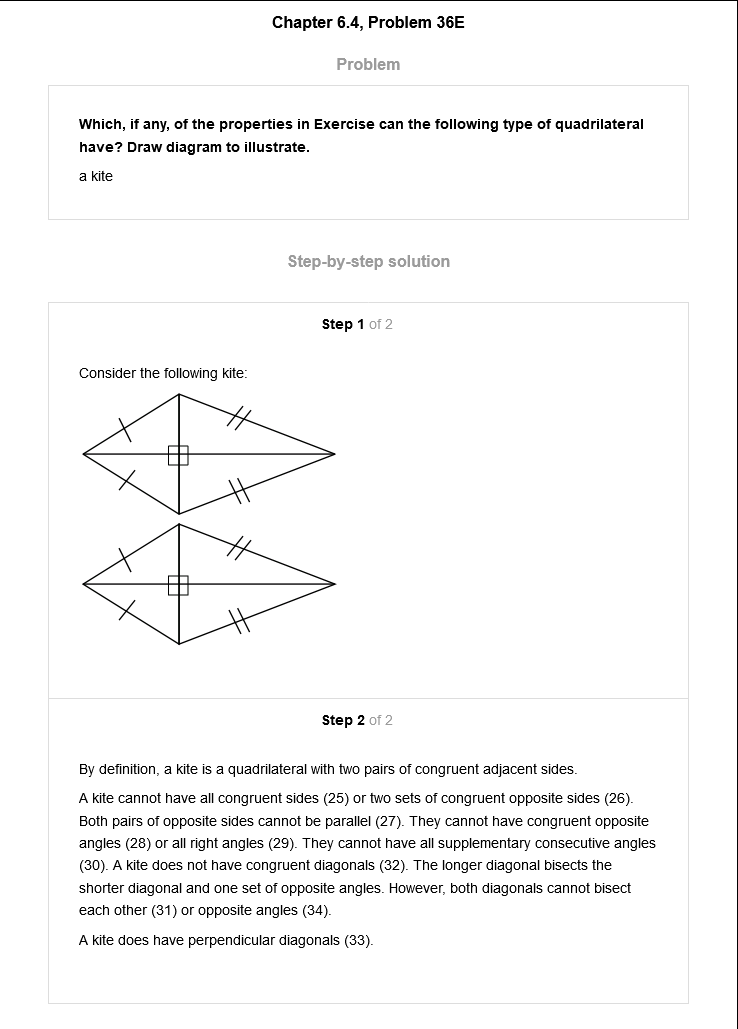 Chapter 6.4, Problem 36E
Problem
Which, if any, of the properties in Exercise can the following type of quadrilateral
have? Draw diagram to illustrate.
a kite
Step-by-step solution
Step 1 of 2
Consider the following kite:
Step 2 of 2
By definition, a kite is a quadrilateral with two pairs of congruent adjacent sides.
A kite cannot have all congruent sides (25) or two sets of congruent opposite sides (26).
Both pairs of opposite sides cannot be parallel (27). They cannot have congruent opposite
angles (28) or all right angles (29). They cannot have all supplementary consecutive angles
(30). A kite does not have congruent diagonals (32). The longer diagonal bisects the
shorter diagonal and one set of opposite angles. However, both diagonals cannot bisect
each other (31) or opposite angles (34).
A kite does have perpendicular diagonals (33).